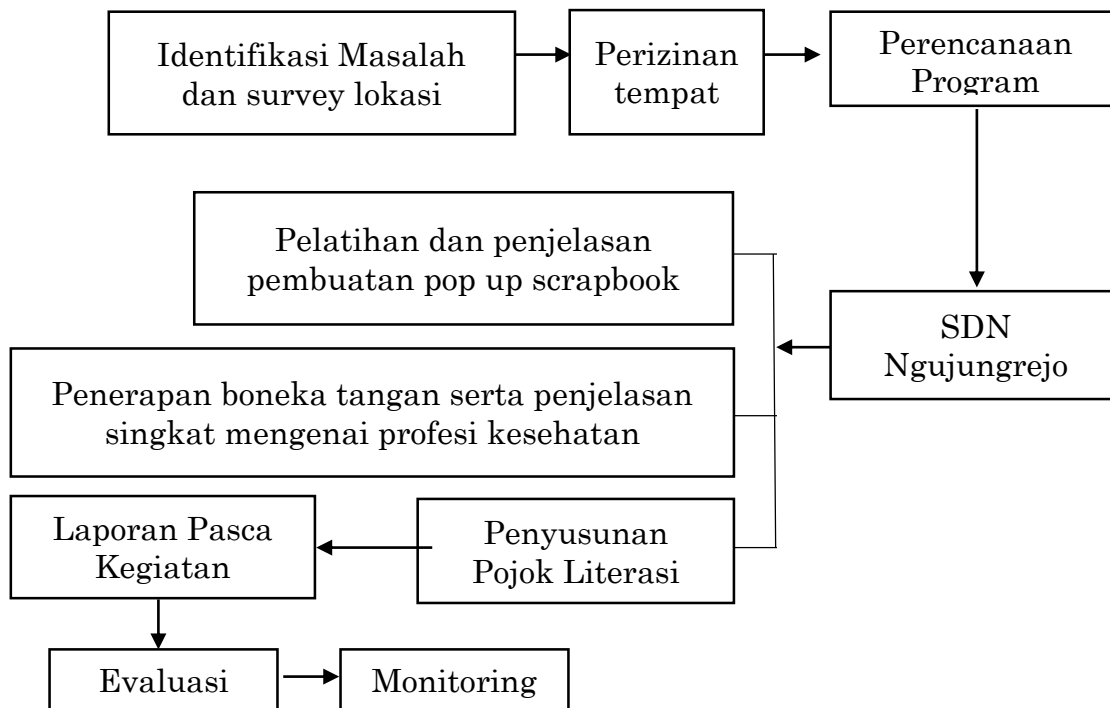 Identifikasi Masalah
dan survey lokasi
Perizinan
tempat
Perencanaan
Program
Pelatihan dan penjelasan
pembuatan pop up scrapbook
SDN
Ngujungrejo
Penerapan boneka tangan serta penjelasan
singkat mengenai profesi kesehatan
Penyusunan
Pojok Literasi
Laporan Pasca
Kegiatan
Evaluasi
Monitoring